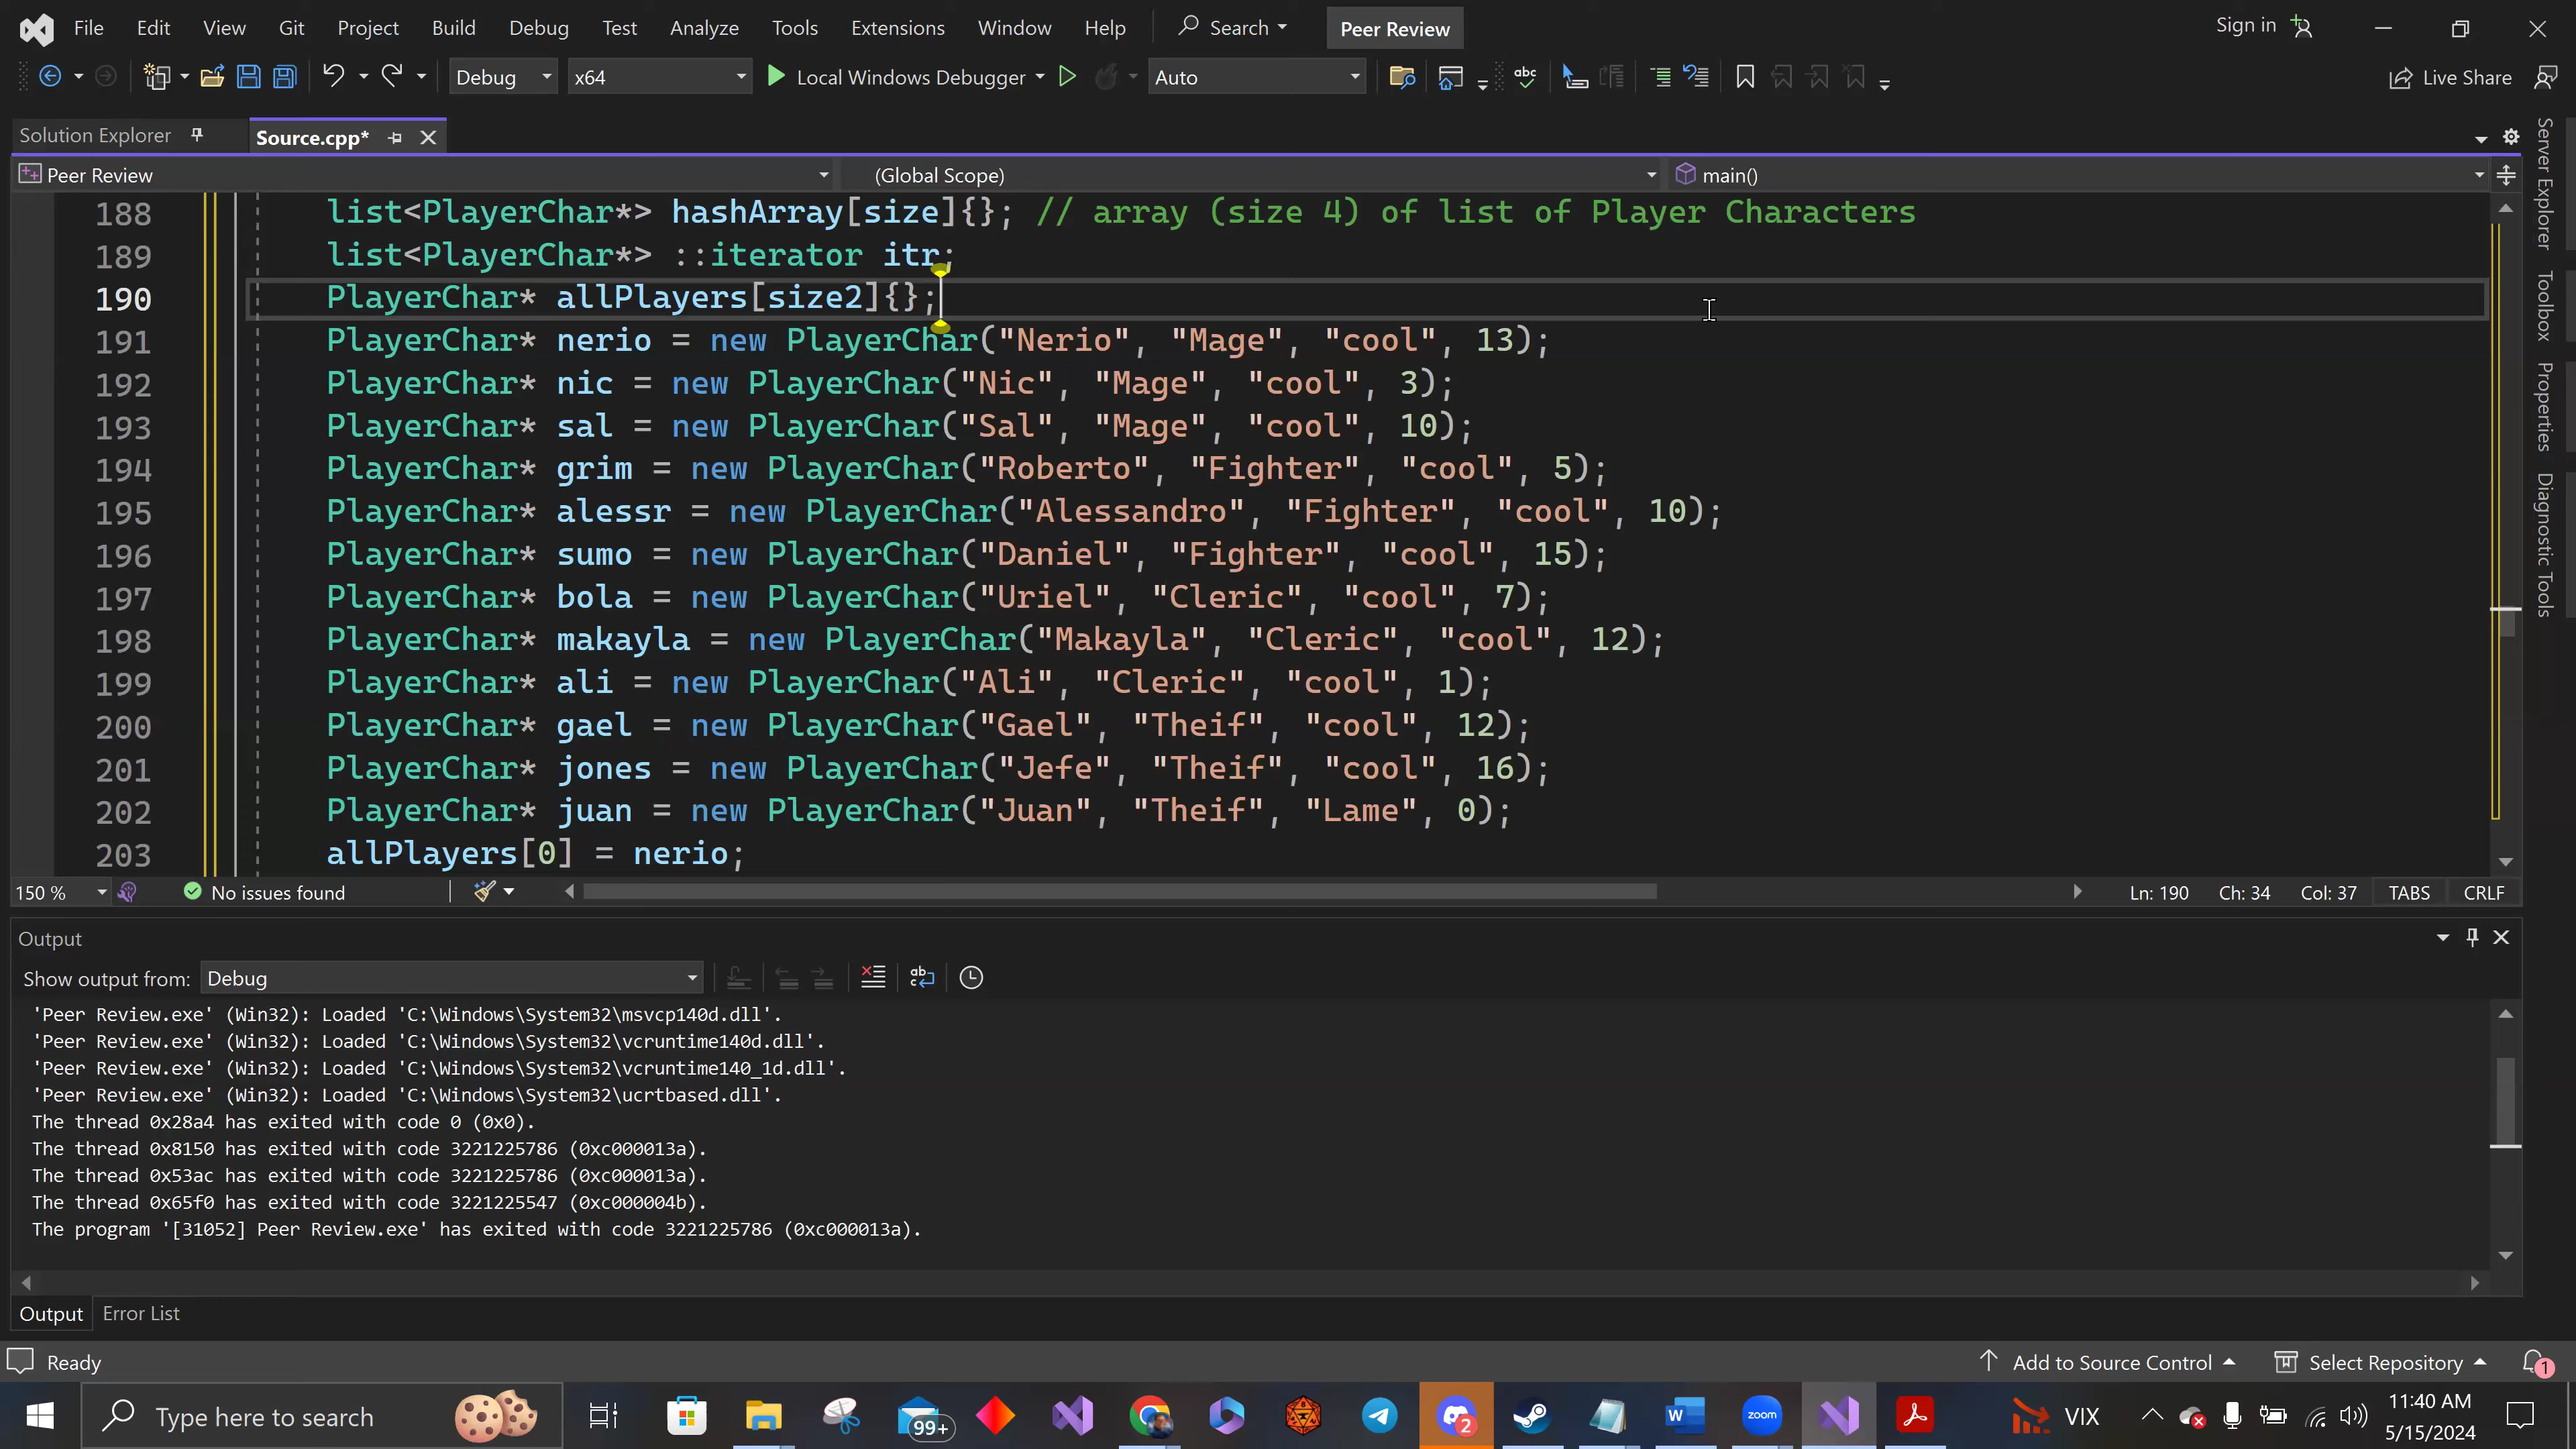 File Edit View Git Project Build Debug Test Analyze Tools Extensions Window Help Search Peer Review Sign in
Debug x64 Local Windows Debugger Auto Live Share
Solution Explorer Source.cpp*
Peer Review (Global Scope) main()
188 list<PlayerChar*> hashArray[size]{}; // array (size 4) of list of Player Characters
189 list<PlayerChar*> ::iterator itr;
190 PlayerChar* allPlayers[size2]{};
191 PlayerChar* nerio = new PlayerChar("Nerio", "Mage", "cool", 13);
192 PlayerChar* nic = new PlayerChar("Nic", "Mage", "cool", 3);
193 PlayerChar* sal = new PlayerChar("Sal", "Mage", "cool", 10);
194 PlayerChar* grim = new PlayerChar("Roberto", "Fighter", "cool", 5);
195 PlayerChar* alessr = new PlayerChar("Alessandro", "Fighter", "cool", 10);
196 PlayerChar* sumo = new PlayerChar("Daniel", "Fighter", "cool", 15);
197 PlayerChar* bola = new PlayerChar("Uriel", "Cleric", "cool", 7);
198 PlayerChar* makayla = new PlayerChar("Makayla", "Cleric", "cool", 12);
199 PlayerChar* ali = new PlayerChar("Ali", "Cleric", "cool", 1);
200 PlayerChar* gael = new PlayerChar("Gael", "Theif", "cool", 12);
201 PlayerChar* jones = new PlayerChar("Jefe", "Theif", "cool", 16);
202 PlayerChar* juan = new PlayerChar("Juan", "Theif", "Lame", 0);
203 allPlayers[0] = nerio;
150 % No issues found Ln: 190 Ch: 34 Col: 37 TABS CRLF
Output
Show output from: Debug
'Peer Review.exe' (Win32): Loaded 'C:\Windows\System32\msvcp140d.dll'.
'Peer Review.exe' (Win32): Loaded 'C:\Windows\System32\vcruntime140d.dll'.
'Peer Review.exe' (Win32): Loaded 'C:\Windows\System32\vcruntime140_1d.dll'.
'Peer Review.exe' (Win32): Loaded 'C:\Windows\System32\ucrtbased.dll'.
The thread 0x28a4 has exited with code 0 (0x0).
The thread 0x8150 has exited with code 3221225786 (0xc000013a).
The thread 0x53ac has exited with code 3221225786 (0xc000013a).
The thread 0x65f0 has exited with code 3221225547 (0xc000004b).
The program '[31052] Peer Review.exe' has exited with code 3221225786 (0xc000013a).
Output Error List
Server Explorer
Toolbox
Properties
Diagnostic Tools
Ready Add to Source Control Select Repository 1
Type here to search 99+ 2 W zoom VIX 11:40 AM
5/15/2024